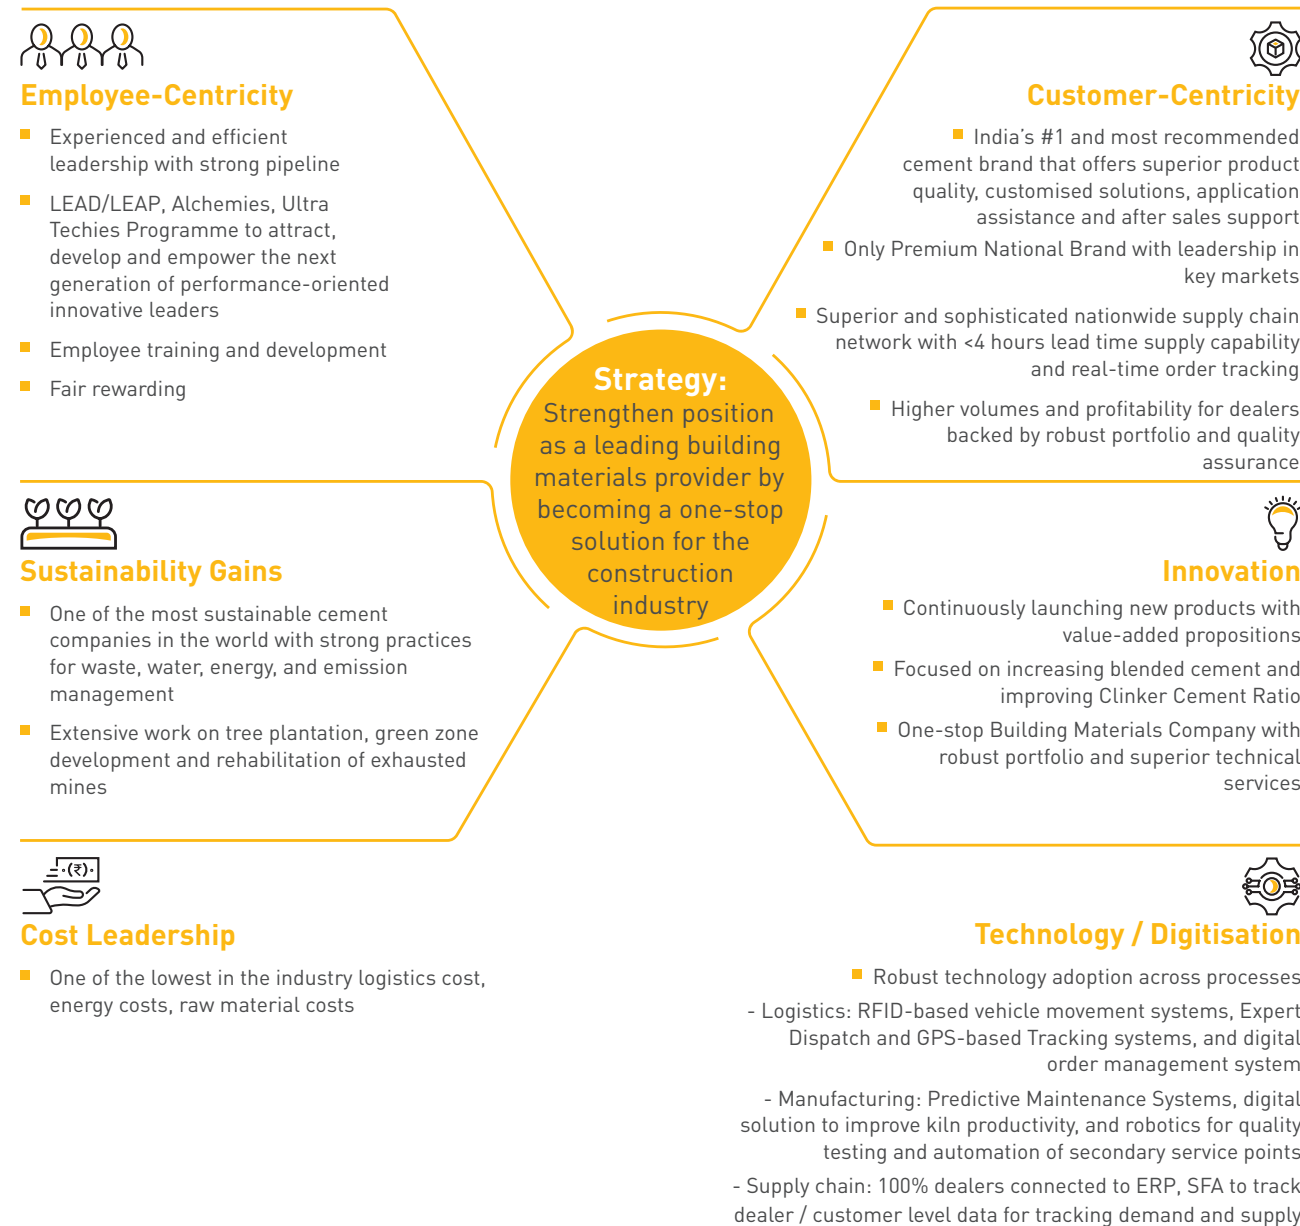 Employee-Centricity
Experienced and efficient
leadership with strong pipeline
LEAD/LEAP, Alchemies, Ultra
Techies Programme to attract,
develop and empower the next
generation of performance-oriented
innovative leaders
Employee training and development
Fair rewarding
Sustainability Gains
One of the most sustainable cement
companies in the world with strong practices
for waste, water, energy, and emission
management
Extensive work on tree plantation, green zone
development and rehabilitation of exhausted
mines
(₹)
Cost Leadership
One of the lowest in the industry logistics cost,
energy costs, raw material costs
Strategy:
Strengthen position
as a leading building
materials provider by
becoming a one-stop
solution for the
construction
industry
Customer-Centricity
India’s #1 and most recommended
cement brand that offers superior product
quality, customised solutions, application
assistance and after sales support
Only Premium National Brand with leadership in
key markets
Superior and sophisticated nationwide supply chain
network with <4 hours lead time supply capability
and real-time order tracking
Higher volumes and profitability for dealers
backed by robust portfolio and quality
assurance
Innovation
Continuously launching new products with
value-added propositions
Focused on increasing blended cement and
improving Clinker Cement Ratio
One-stop Building Materials Company with
robust portfolio and superior technical
services
Technology / Digitisation
Robust technology adoption across processes
- Logistics: RFID-based vehicle movement systems, Expert
Dispatch and GPS-based Tracking systems, and digital
order management system
- Manufacturing: Predictive Maintenance Systems, digital
solution to improve kiln productivity, and robotics for quality
testing and automation of secondary service points
- Supply chain: 100% dealers connected to ERP, SFA to track
dealer / customer level data for tracking demand and supply